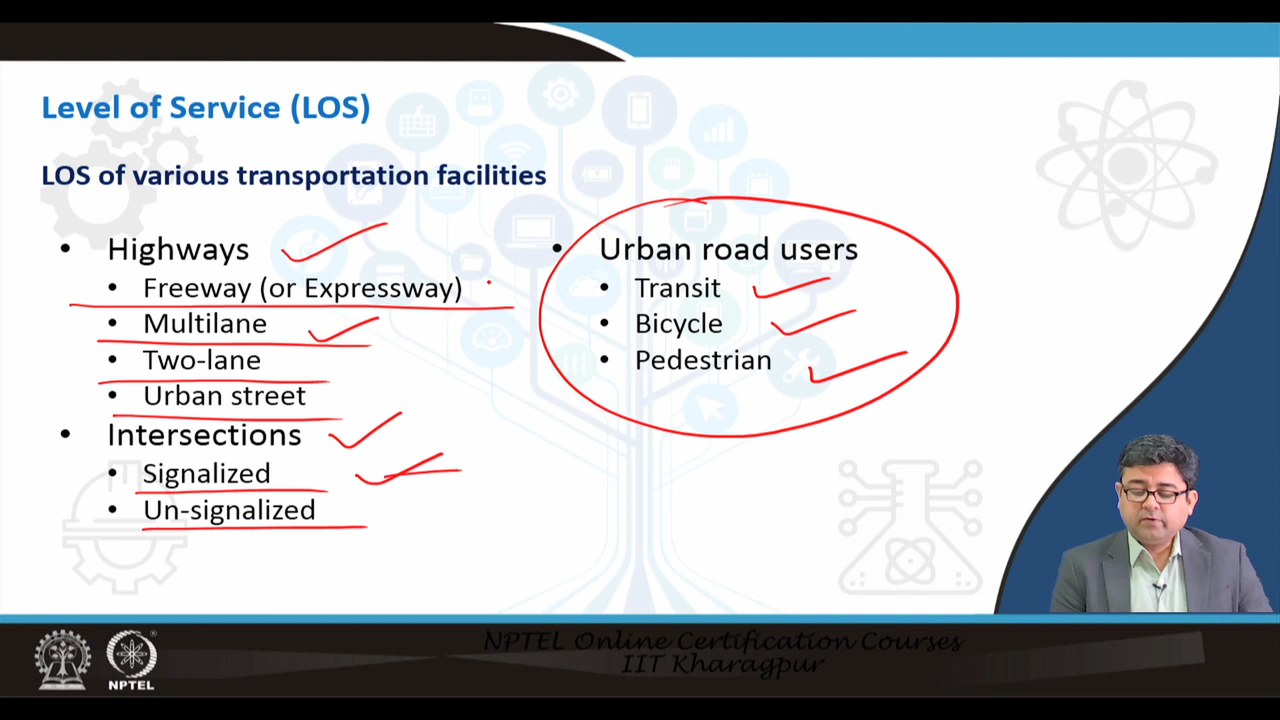 Level of Service (LOS)
LOS of various transportation facilities
• Highways
• Freeway (or Expressway)
• Multilane
• Two-lane
• Urban street
• Intersections
• Signalized
• Un-signalized
• Urban road users
• Transit
• Bicycle
• Pedestrian
NPTEL Online Certification Courses
IIT Kharagpur
NPTEL